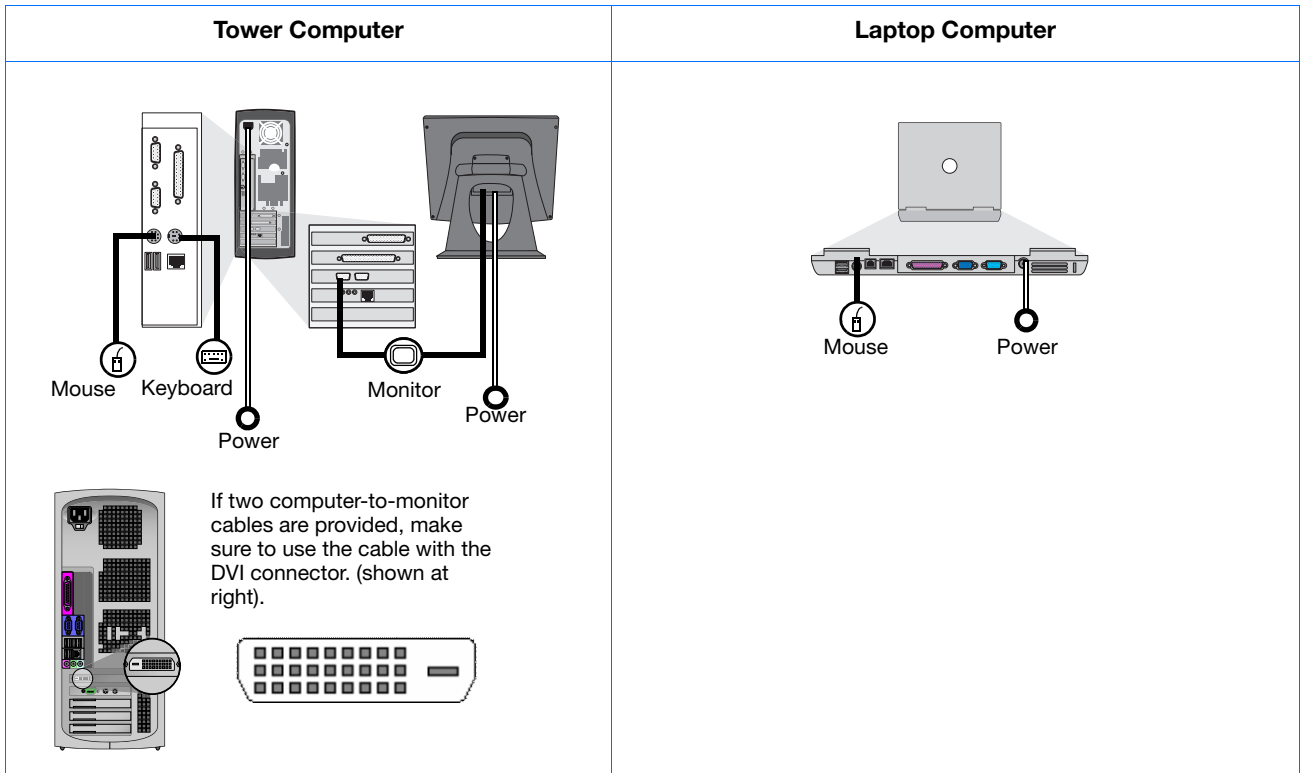 Tower Computer
Laptop Computer
Mouse
Keyboard
Monitor
Power
Power
Mouse
Power
If two computer-to-monitor
cables are provided, make
sure to use the cable with the
DVI connector. (shown at
right).